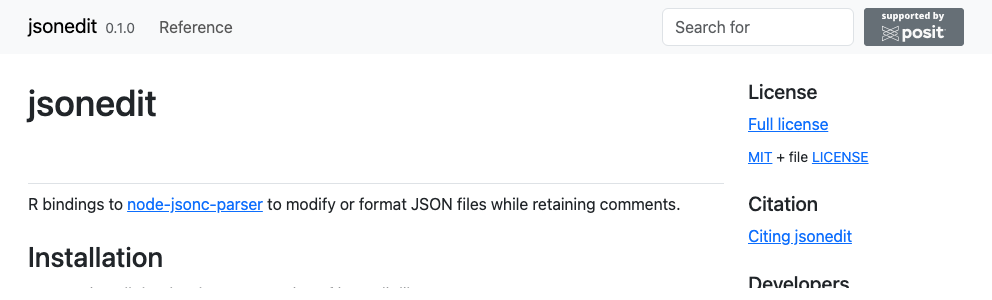 jsonedit 0.1.0 Reference Search for supported by posit
jsonedit
R bindings to node-jsonc-parser to modify or format JSON files while retaining comments.
Installation
License
Full license
MIT + file LICENSE
Citation
Citing jsonedit
Developers